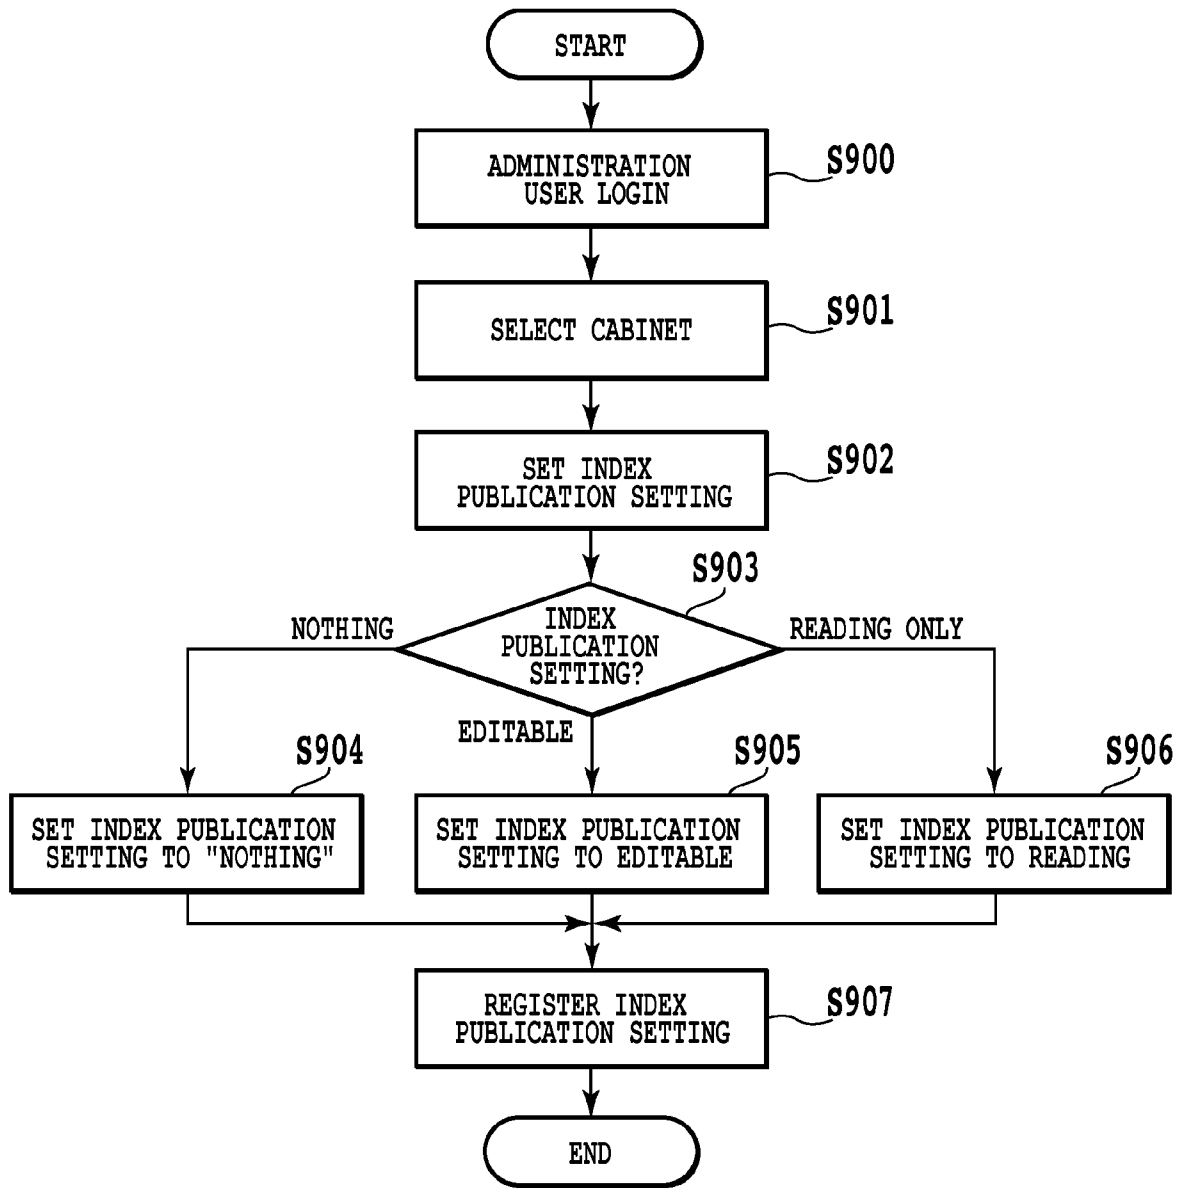 START
ADMINISTRATION
USER LOGIN
S900
SELECT CABINET
S901
SET INDEX
PUBLICATION SETTING
S902
S903
INDEX
PUBLICATION
SETTING?
NOTHING
READING ONLY
EDITABLE
S904
SET INDEX PUBLICATION
SETTING TO "NOTHING"
S905
SET INDEX PUBLICATION
SETTING TO EDITABLE
S906
SET INDEX PUBLICATION
SETTING TO READING
REGISTER INDEX
PUBLICATION SETTING
S907
END